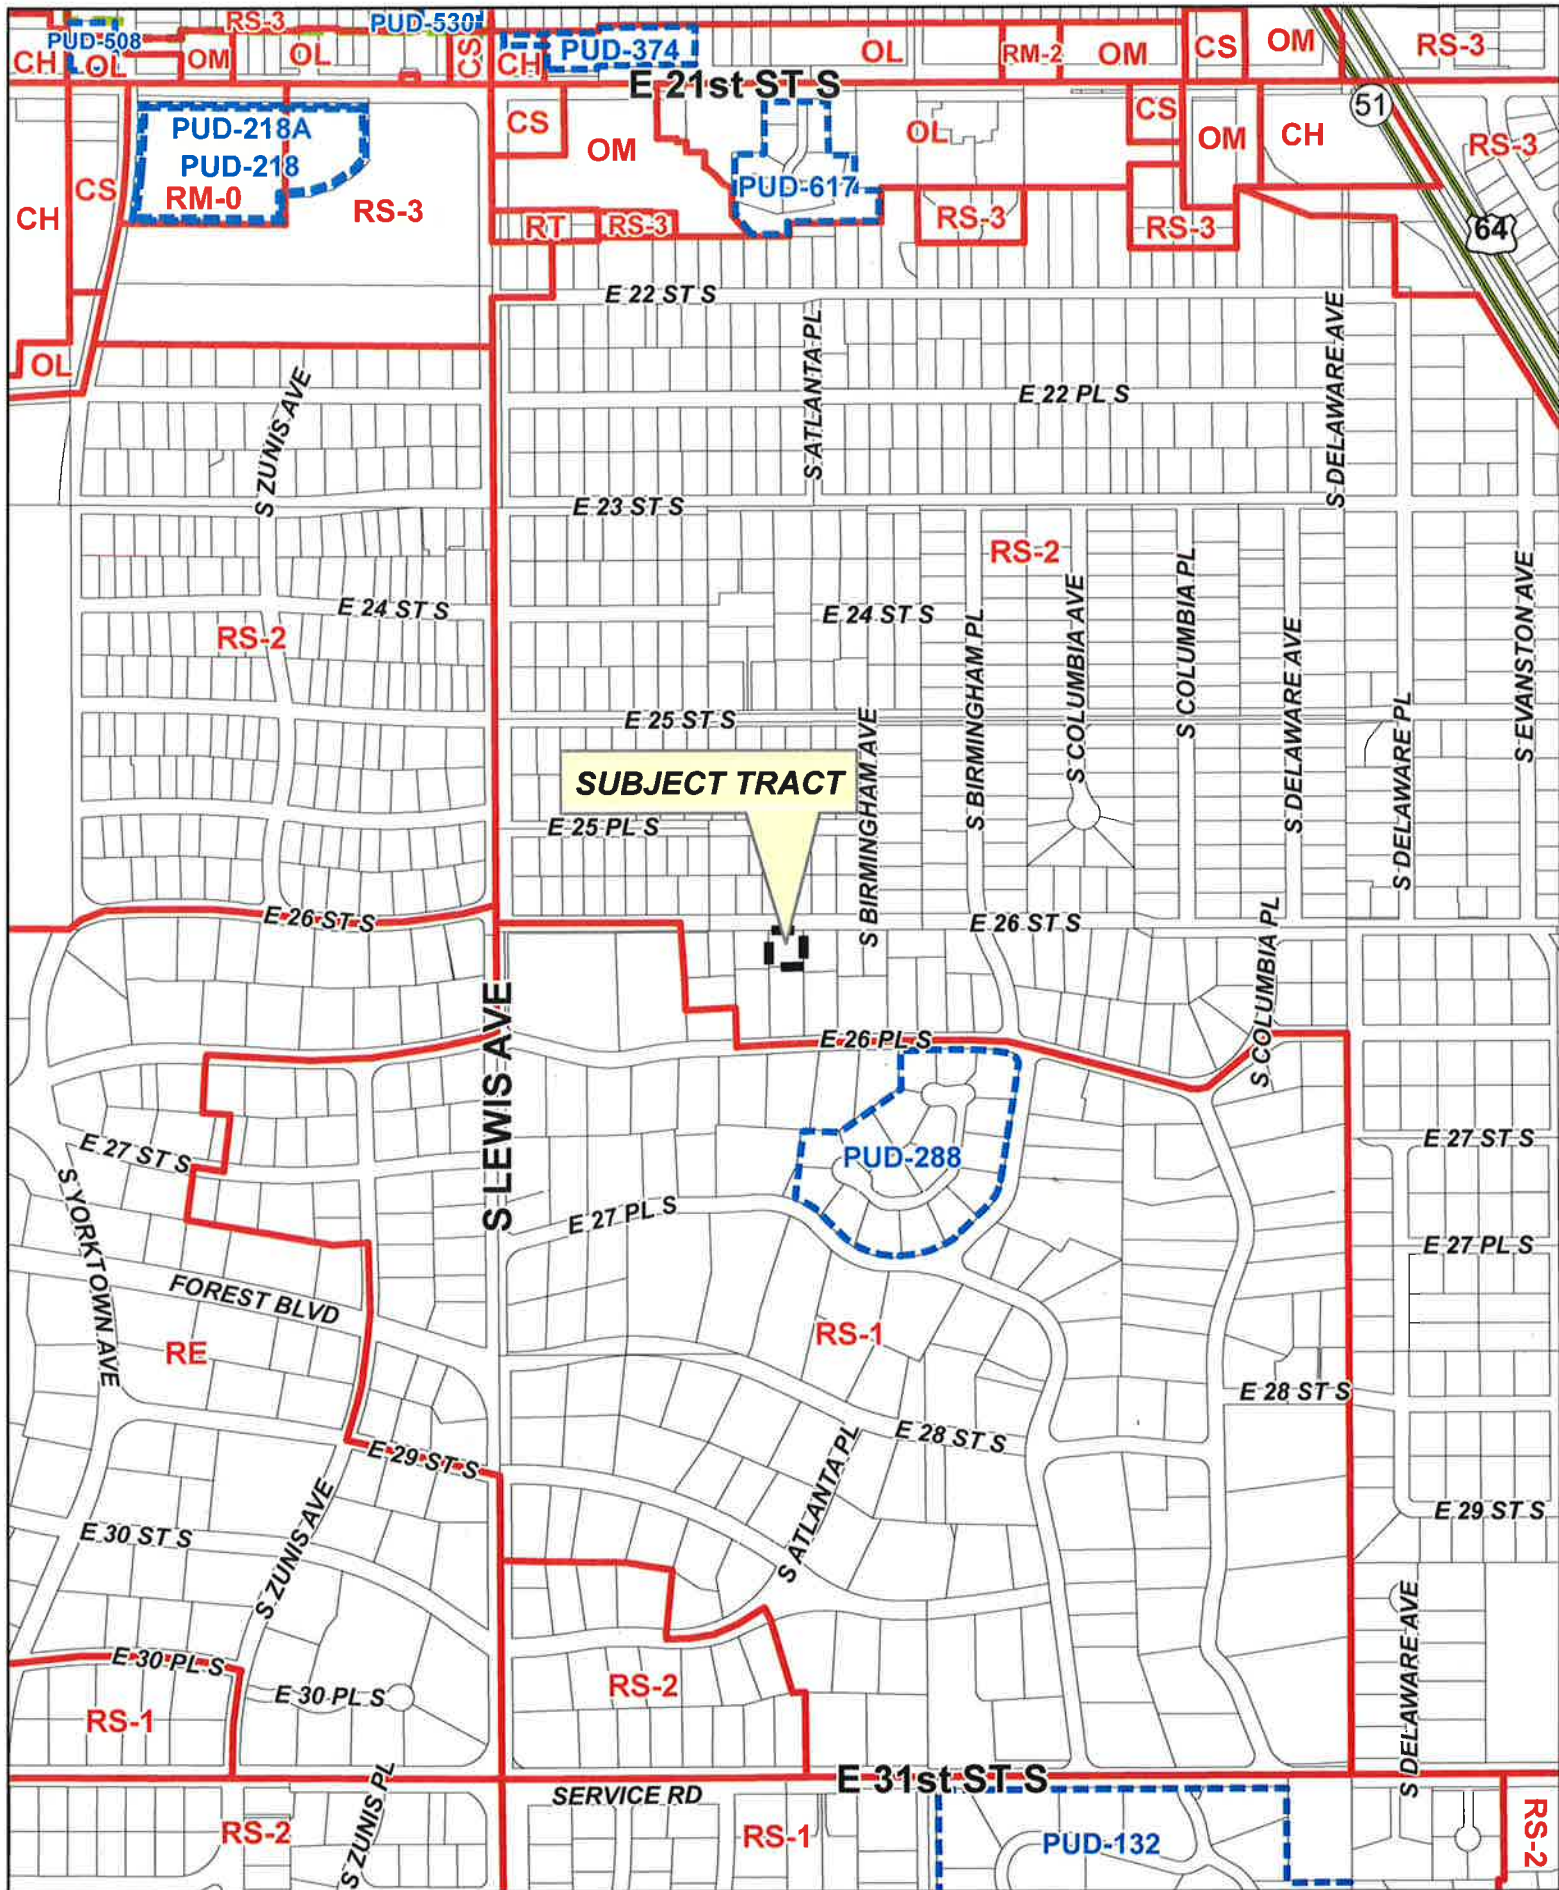 RS-3
PUD-530
PUD-508
CH
OL
OM
OL
CS
CH
PUD-374
OL
RM-2
OM
CS
OM
RS-3
E 21st ST S
51
PUD-218A
PUD-218
RM-0
CS
CH
RS-3
CS
OM
PUD-617
OL
CS
OM
CH
RS-3
RT
RS-3
RS-3
RS-3
64
OL
E 22 ST S
S ATLANTA PL
S DELAWARE AVE
E 22 PL S
S ZUNIS AVE
E 23 ST S
RS-2
E 24 ST S
E 24 ST S
RS-2
S BIRMINGHAM PL
S COLUMBIA AVE
S COLUMBIA PL
S DELAWARE AVE
S DELAWARE PL
S EVANSTON AVE
E 25 ST S
S BIRMINGHAM AVE
SUBJECT TRACT
E 25 PL S
E 26 ST S
E 26 ST S
S COLUMBIA PL
S LEWIS AVE
E 26 PL S
E 27 ST S
PUD-288
E 27 ST S
S YORKTOWN AVE
E 27 PL S
E 27 PL S
FOREST BLVD
RE
RS-1
E 28 ST S
E 28 ST S
S ATLANTA PL
E 29 ST S
E 29 ST S
E 30 ST S
S ZUNIS AVE
S DELAWARE AVE
E 30 PL S
E 30 PL S
RS-2
RS-1
E 31st ST S
SERVICE RD
S ZUNIS PL
RS-2
RS-1
PUD-132
RS-2